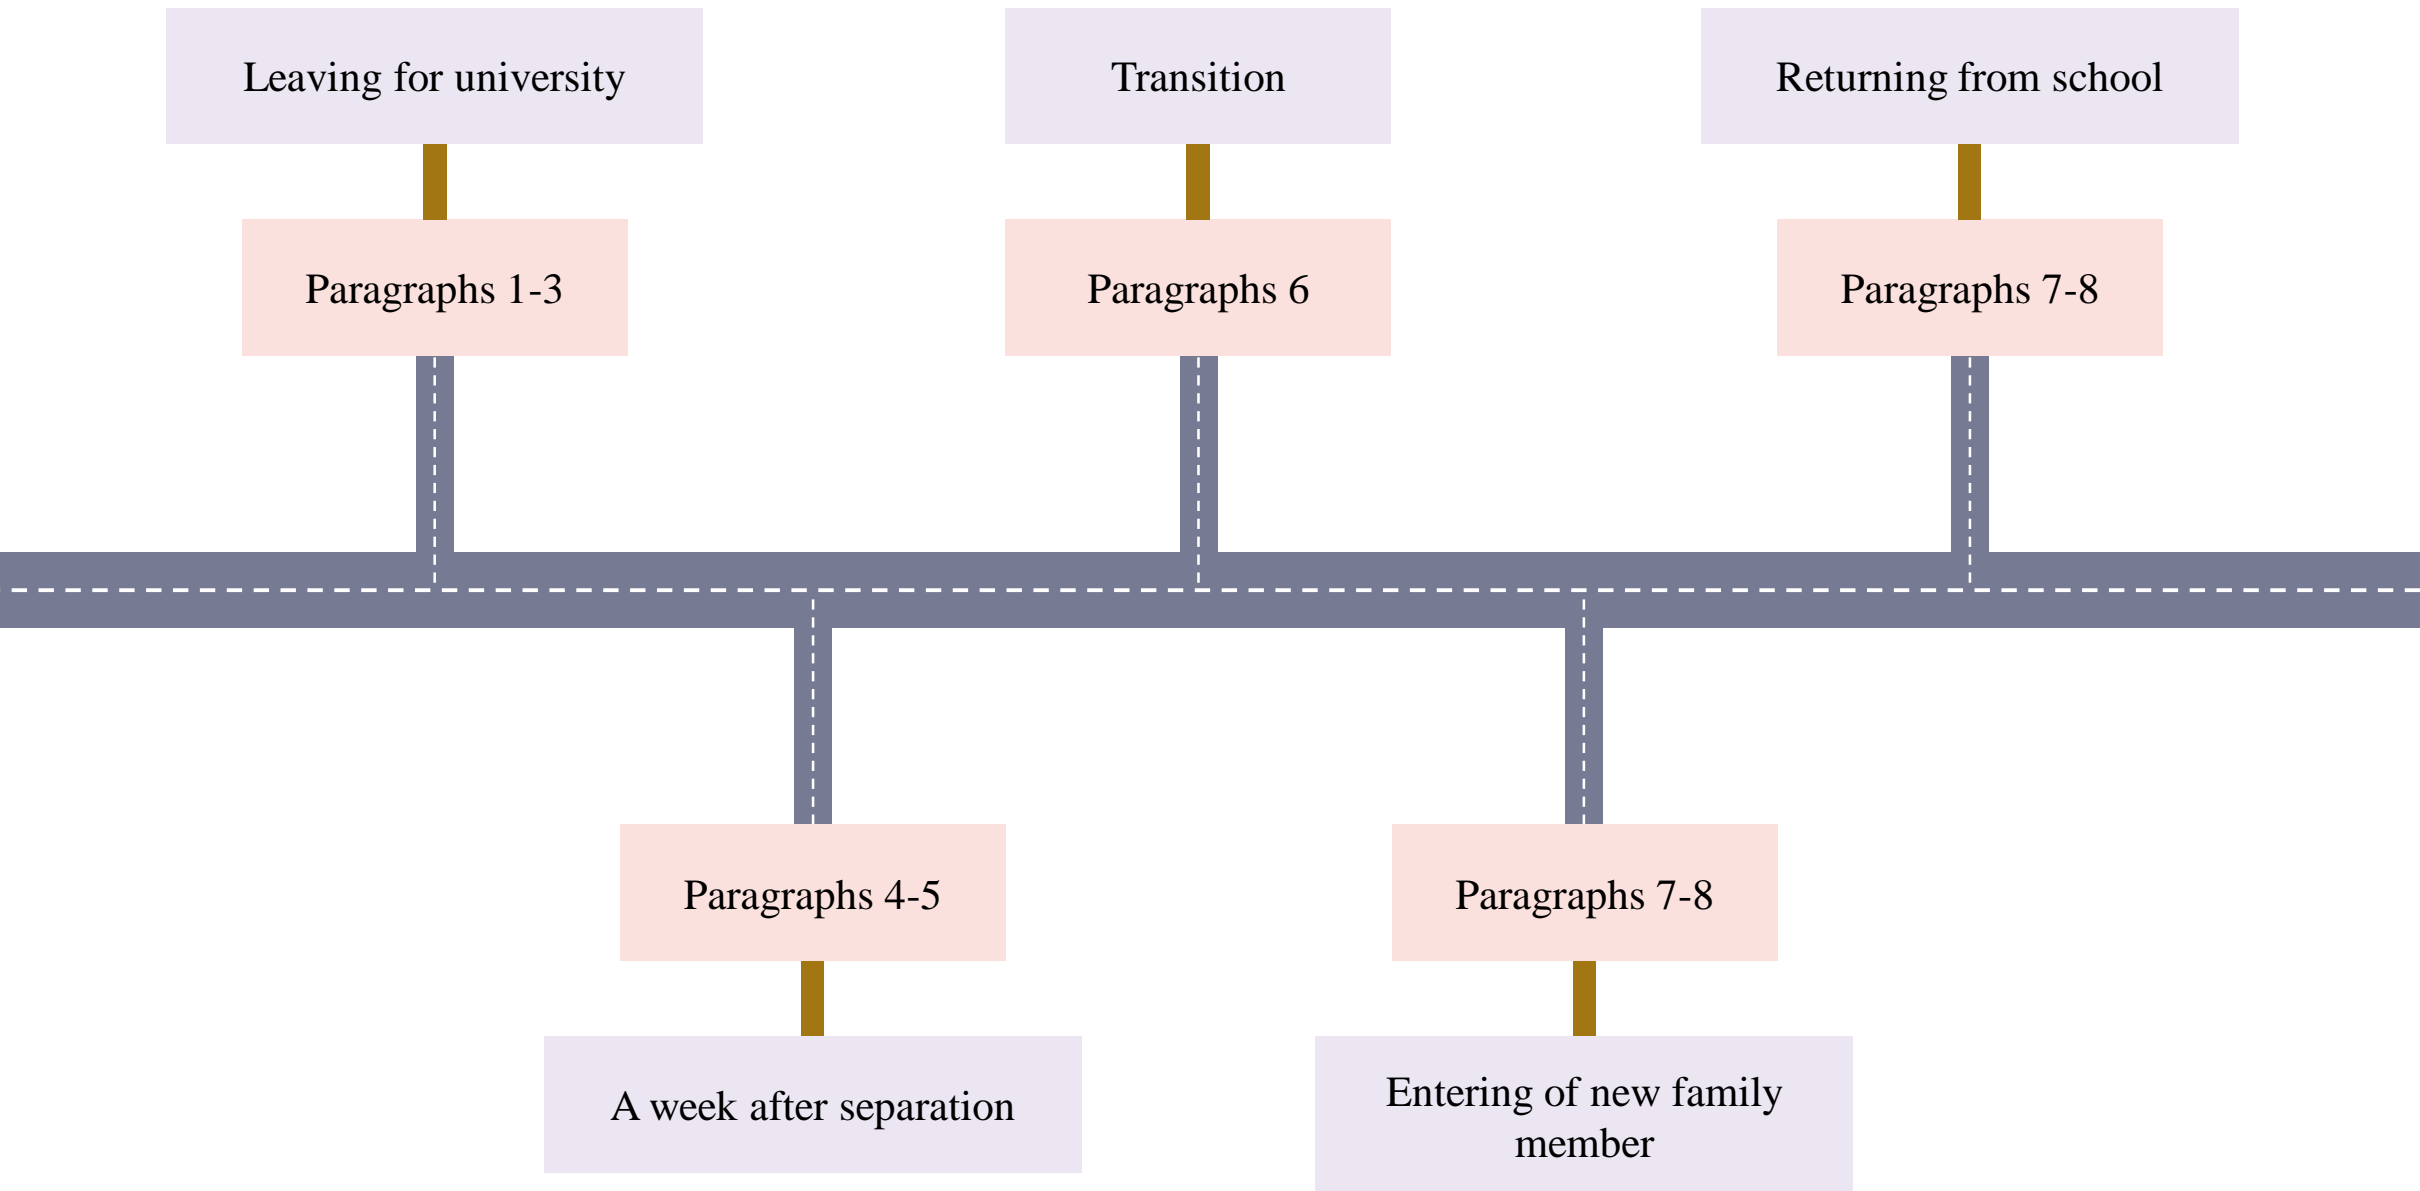 Leaving for university
Transition
Returning from school
Paragraphs 1-3
Paragraphs 6
Paragraphs 7-8
Paragraphs 4-5
Paragraphs 7-8
A week after separation
Entering of new family
member